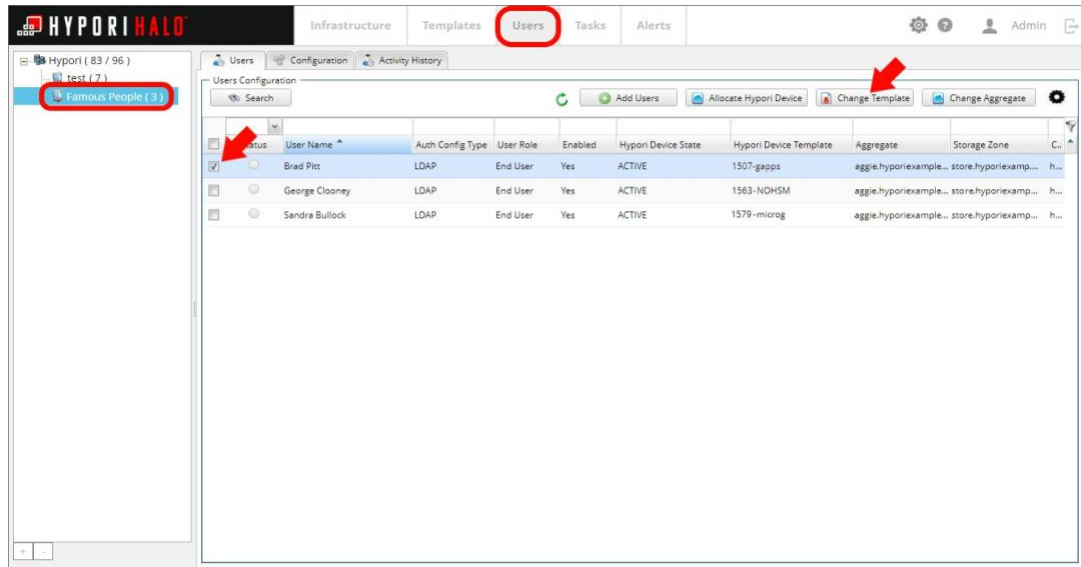 HYPORI HALO Infrastructure Templates Users Tasks Alerts Admin
Hypori ( 83 / 96 )
test ( 7 )
Famous People ( 3 )
Users Configuration Activity History
Users Configuration
Search Add Users Allocate Hypori Device Change Template Change Aggregate
atus User Name Auth Config Type User Role Enabled Hypori Device State Hypori Device Template Aggregate Storage Zone C...
Brad Pitt LDAP End User Yes ACTIVE 1507-gapps aggie.hyporiexample... store.hyporiexamp... h...
George Clooney LDAP End User Yes ACTIVE 1563-NOHSM aggie.hyporiexample... store.hyporiexamp... h...
Sandra Bullock LDAP End User Yes ACTIVE 1579-microg aggie.hyporiexample... store.hyporiexamp... h...
+ -